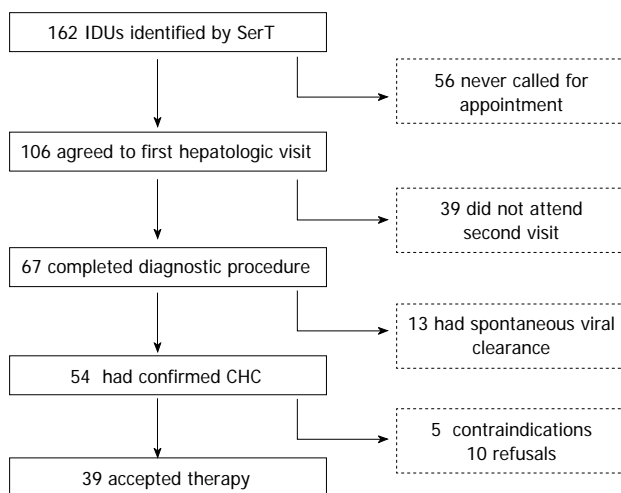 162 IDUs identified by SerT
56 never called for
appointment
106 agreed to first hepatologic visit
39 did not attend
second visit
67 completed diagnostic procedure
13 had spontaneous viral
clearance
54 had confirmed CHC
5 contraindications
10 refusals
39 accepted therapy